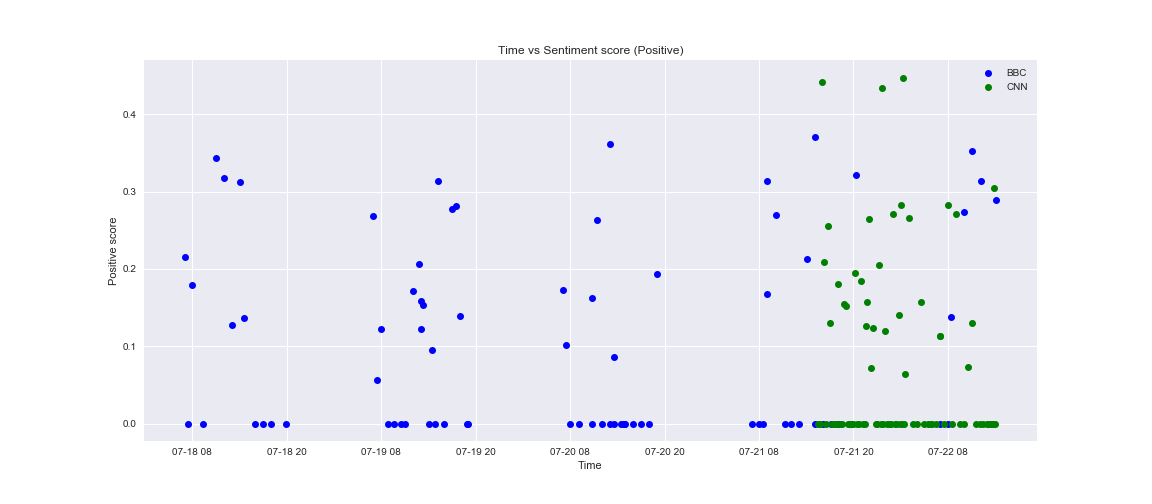 Time vs Sentiment score (Positive)
BBC
CNN
Positive score
0.4
0.3
0.2
0.1
0.0
07-18 08
07-18 20
07-19 08
07-19 20
07-20 08
07-20 20
07-21 08
07-21 20
07-22 08
Time